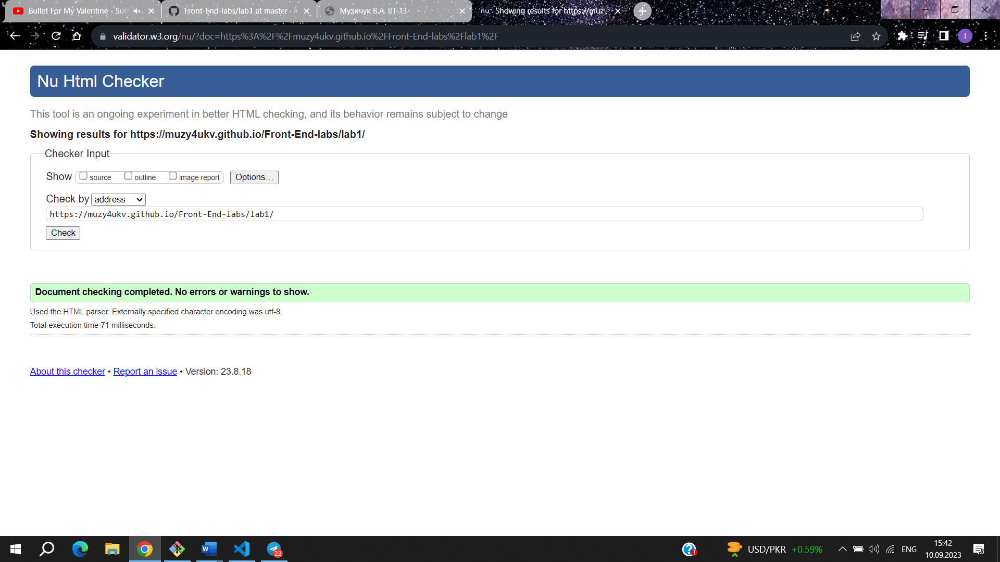 Bullet For My Valentine - Suf
Front-End-labs/lab1 at master ·
Музичук В.А. ІП-13
Showing results for https://muz
validator.w3.org/nu/?doc=https%3A%2F%2Fmuzy4ukv.github.io%2FFront-End-labs%2Flab1%2F
I
Nu Html Checker
This tool is an ongoing experiment in better HTML checking, and its behavior remains subject to change
Showing results for https://muzy4ukv.github.io/Front-End-labs/lab1/
Checker Input
Show source outline image report Options...
Check by address
https://muzy4ukv.github.io/Front-End-labs/lab1/
Check
Document checking completed. No errors or warnings to show.
Used the HTML parser. Externally specified character encoding was utf-8.
Total execution time 71 milliseconds.
About this checker • Report an issue • Version: 23.8.18
22
USD/PKR +0.59%
ENG
15:42
10.09.2023